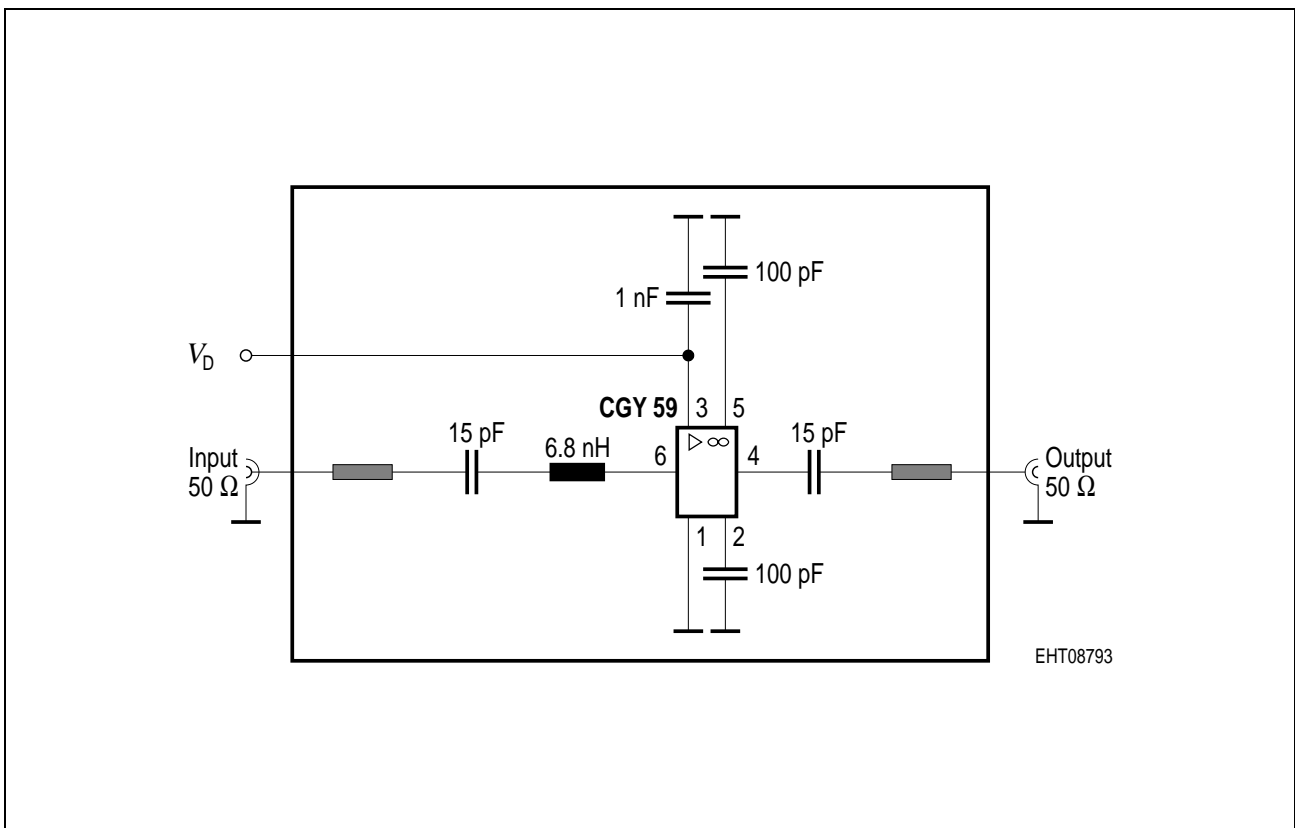 100 pF
1 nF
V_D
CGY 59 3 5
15 pF
6.8 nH
6
▷ ∞
4
15 pF
Input
50 Ω
Output
50 Ω
1 2
100 pF
EHT08793